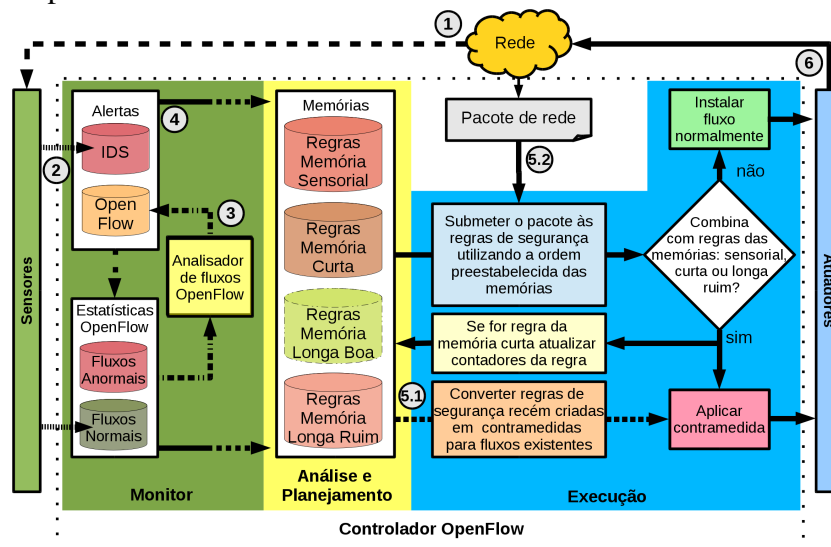 1
Rede
6
Sensores
2
Alertas
IDS
Open
Flow
4
3
Analisador
de fluxos
OpenFlow
Estatísticas
OpenFlow
Fluxos
Anormais
Fluxos
Normais
Monitor
Memórias
Regras
Memória
Sensorial
Regras
Memória
Curta
Regras
Memória
Longa Boa
Regras
Memória
Longa Ruim
Análise e
Planejamento
Pacote de rede
5.2
Submeter o pacote às
regras de segurança
utilizando a ordem
preestabelecida das
memórias
Se for regra da
memória curta atualizar
contadores da regra
5.1
Converter regras de
segurança recém criadas
em contramedidas
para fluxos existentes
Instalar
fluxo
normalmente
não
Combina
com regras das
memórias: sensorial,
curta ou longa
ruim?
sim
Aplicar
contramedida
Execução
Atuadores
Controlador OpenFlow